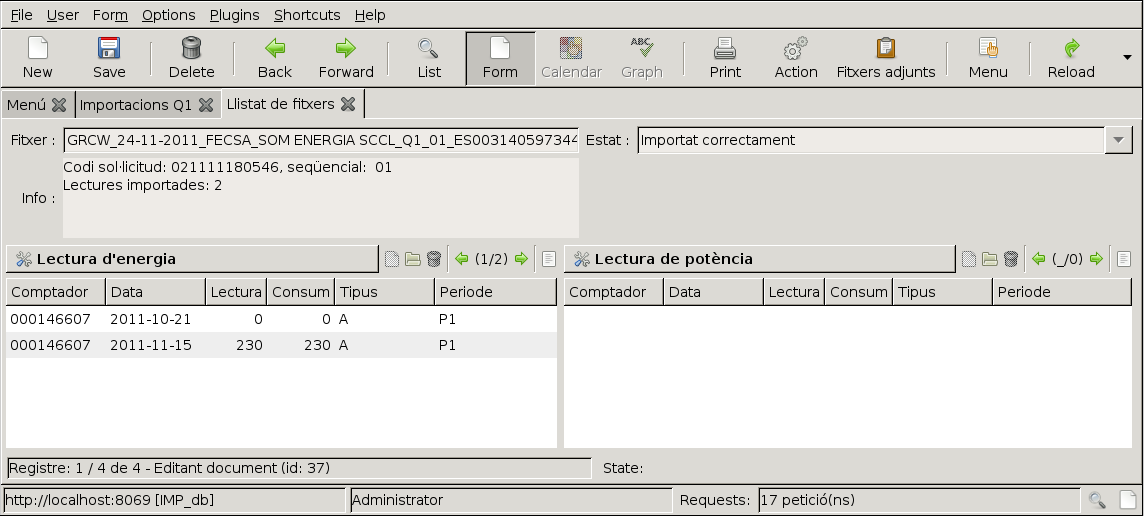 File User Form Options Plugins Shortcuts Help
New Save Delete Back Forward List Form Calendar ABC Graph Print Action Fitxers adjunts Menu Reload
Menú Importacions Q1 Llistat de fitxers
Fitxer : GRCW_24-11-2011_FECSA_SOM ENERGIA SCCL_Q1_01_ES003140597344 Estat : Importat correctament
Info :
Codi sol·licitud: 021111180546, seqüencial: 01
Lectures importades: 2
Lectura d'energia (1/2) Lectura de potència (_/0)
Comptador Data Lectura Consum Tipus Periode Comptador Data Lectura Consum Tipus Periode
000146607 2011-10-21 0 0 A P1
000146607 2011-11-15 230 230 A P1
Registre: 1 / 4 de 4 - Editant document (id: 37) State:
http://localhost:8069 [IMP_db] Administrator Requests: 17 petició(ns)